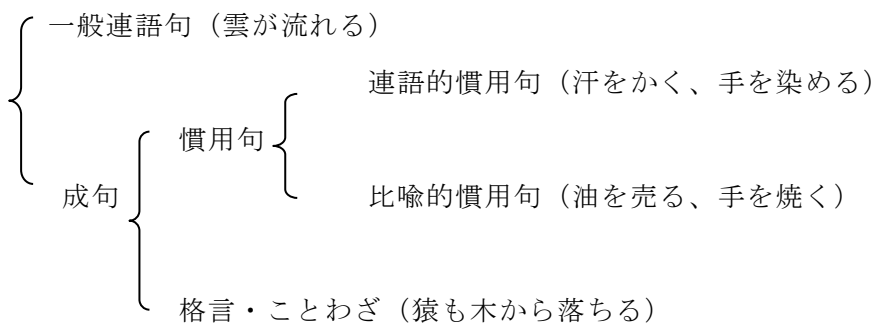 一般連語句（雲が流れる）
連語的慣用句（汗をかく、手を染める）
慣用句
成句
比喩的慣用句（油を売る、手を焼く）
格言・ことわざ（猿も木から落ちる）